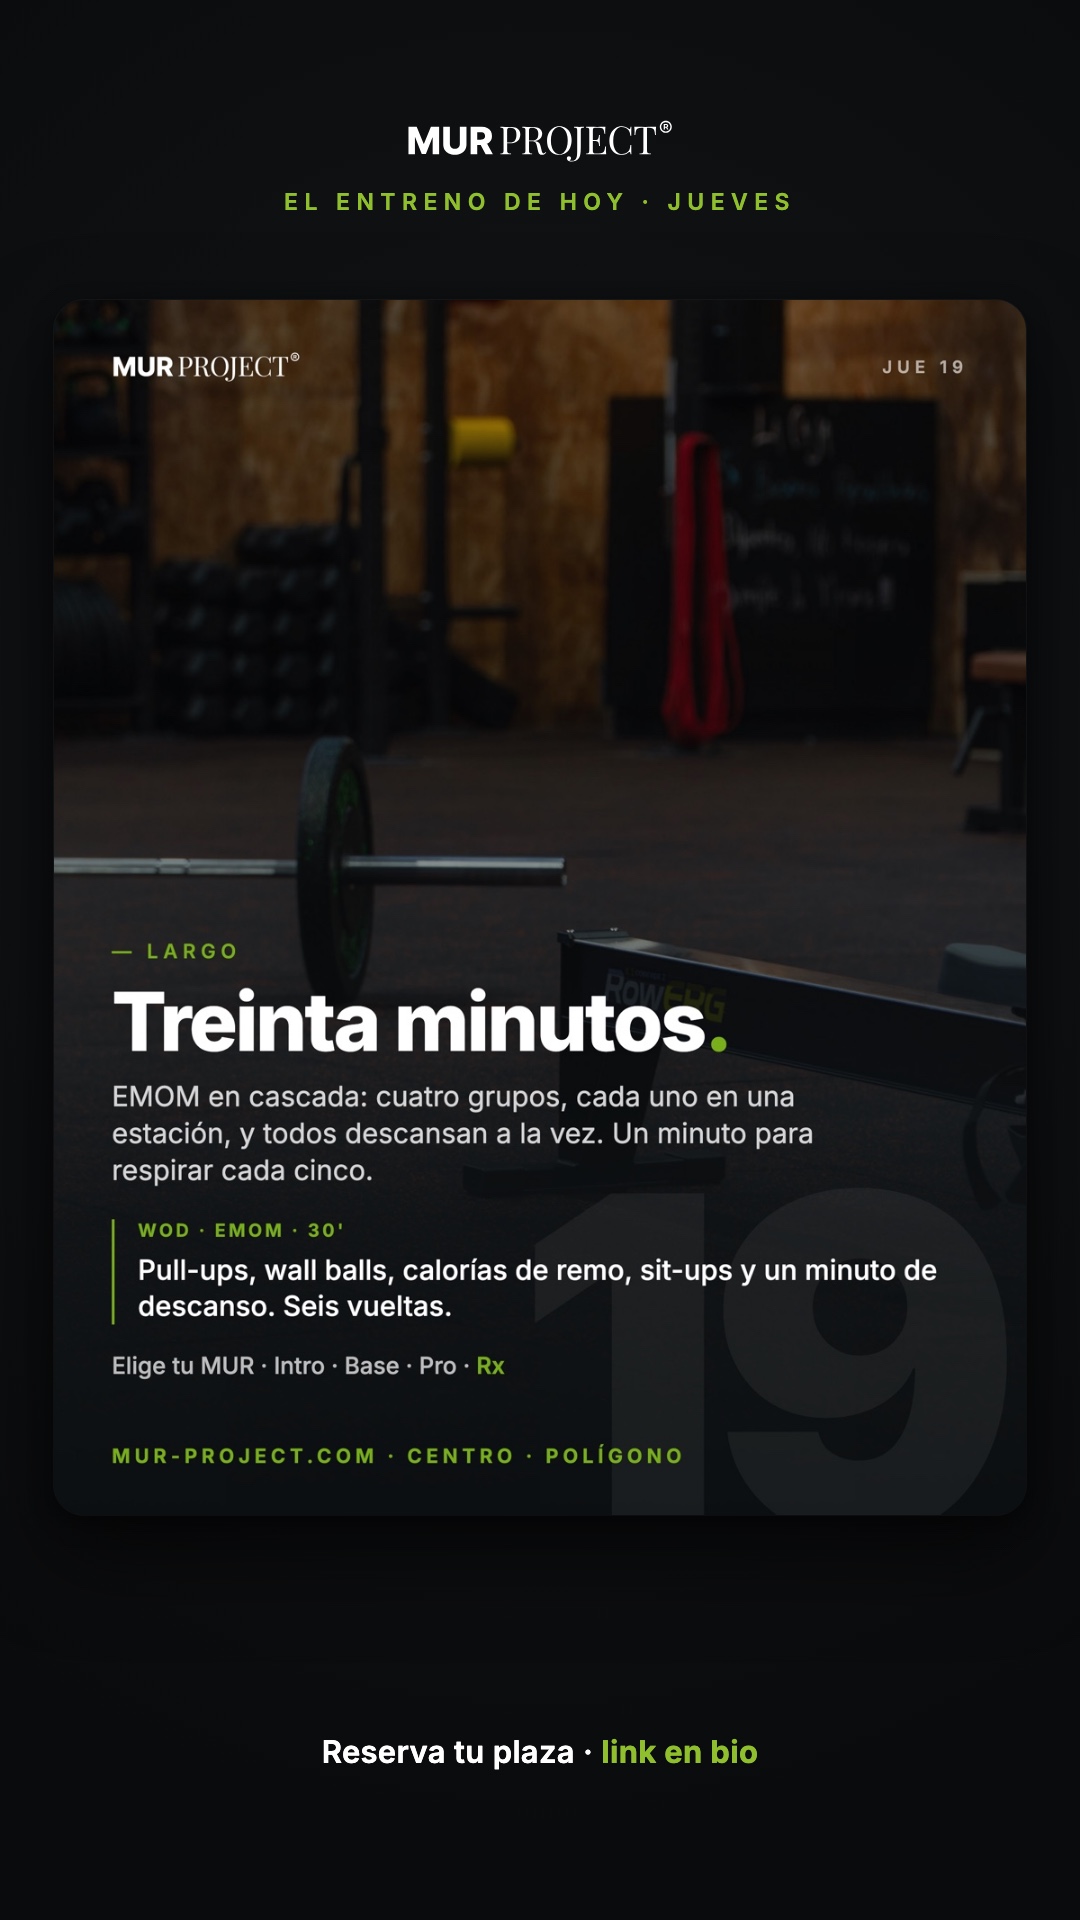 MUR PROJECT®
EL ENTRENO DE HOY · JUEVES
MUR PROJECT®
JUE 19
— LARGO
Treinta minutos.
EMOM en cascada: cuatro grupos, cada uno en una
estación, y todos descansan a la vez. Un minuto para
respirar cada cinco.
WOD · EMOM · 30'
Pull-ups, wall balls, calorías de remo, sit-ups y un minuto de
descanso. Seis vueltas.
Elige tu MUR · Intro · Base · Pro · Rx
MUR-PROJECT.COM · CENTRO · POLÍGONO
19
RowERG
Reserva tu plaza · link en bio